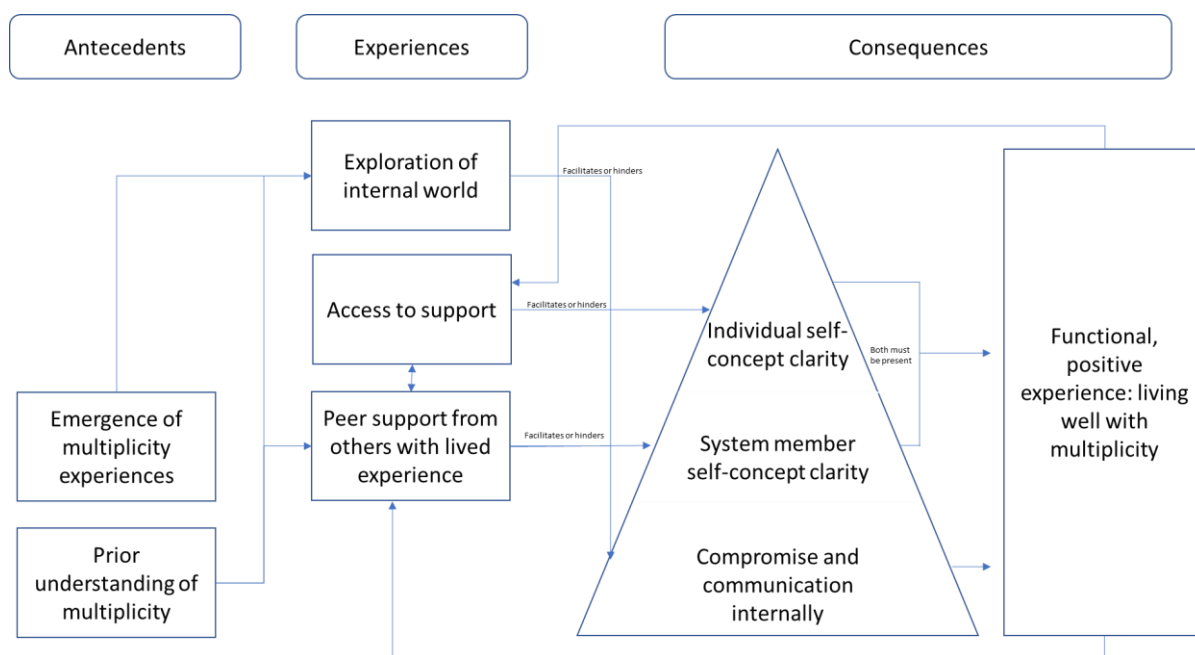 Antecedents
Experiences
Consequences
Exploration of
internal world
Facilitates or hinders
Access to support
Facilitates or hinders
Individual self-
concept clarity
Both must
be present
Functional,
positive
experience: living
well with
multiplicity
Emergence of
multiplicity
experiences
Peer support from
others with lived
experience
Facilitates or hinders
System member
self-concept clarity
Prior
understanding of
multiplicity
Compromise and
communication
internally